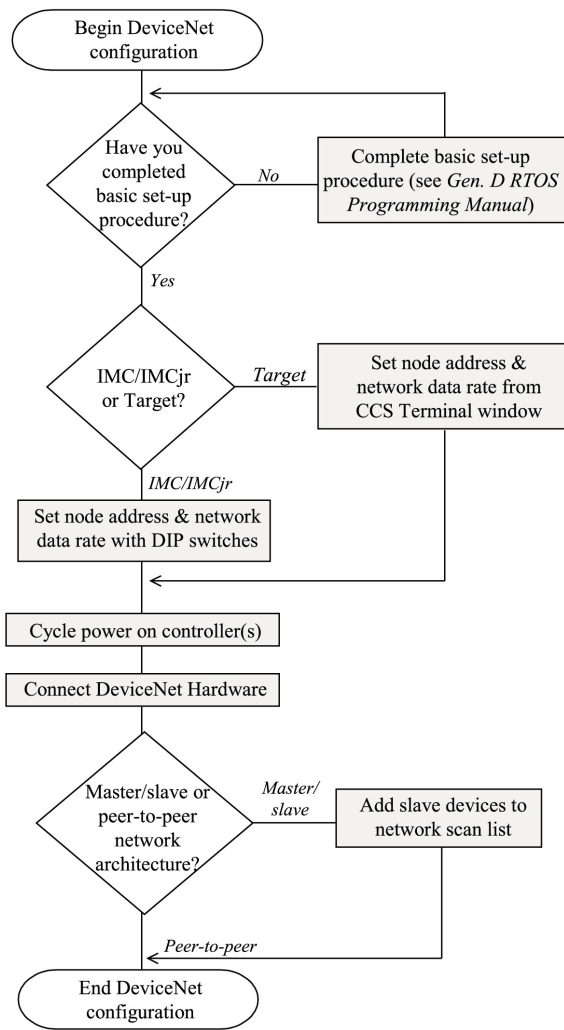 Begin DeviceNet
configuration
Have you
completed
basic set-up
procedure?
No
Complete basic set-up
procedure (see Gen. D RTOS
Programming Manual)
Yes
IMC/IMCjr
or Target?
Target
Set node address &
network data rate from
CCS Terminal window
IMC/IMCjr
Set node address & network
data rate with DIP switches
Cycle power on controller(s)
Connect DeviceNet Hardware
Master/slave or
peer-to-peer
network
architecture?
Master/
slave
Add slave devices to
network scan list
Peer-to-peer
End DeviceNet
configuration